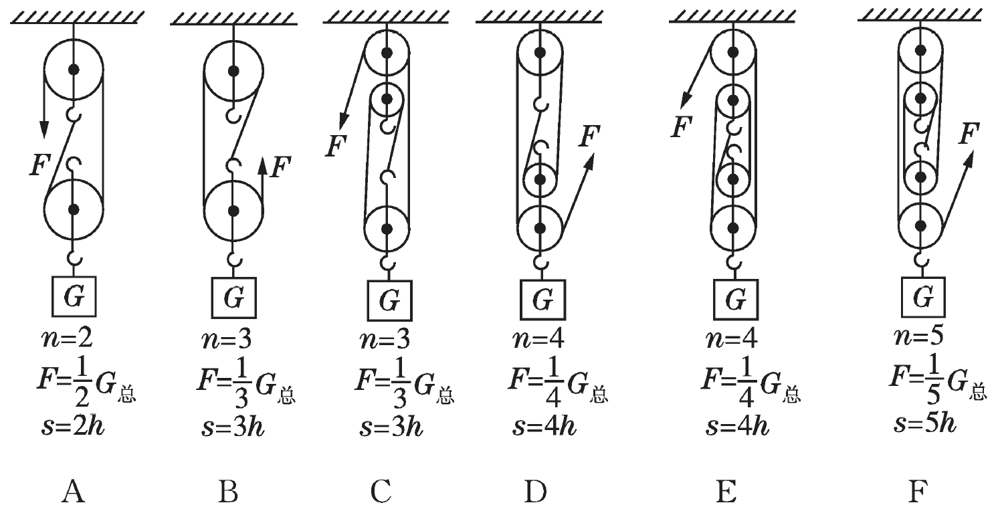 F
F
F
F
F
F
G
G
G
G
G
G
n=2
n=3
n=3
n=4
n=4
n=5
F=1/2 G总
F=1/3 G总
F=1/3 G总
F=1/4 G总
F=1/4 G总
F=1/5 G总
s=2h
s=3h
s=3h
s=4h
s=4h
s=5h
A
B
C
D
E
F